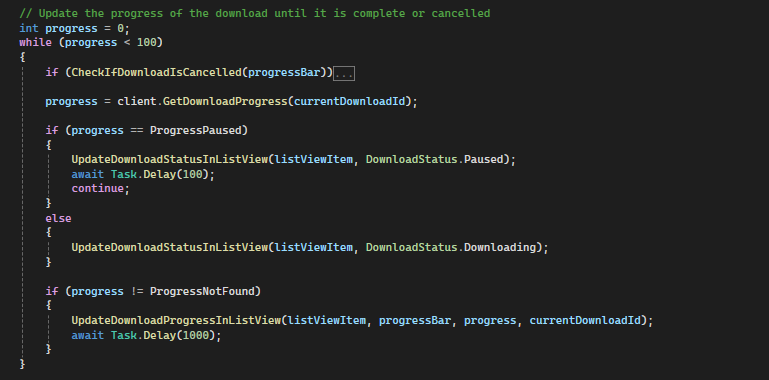 // Update the progress of the download until it is complete or cancelled
int progress = 0;
while (progress < 100)
{
if (CheckIfDownloadIsCancelled(progressBar))...
progress = client.GetDownloadProgress(currentDownloadId);
if (progress == ProgressPaused)
{
UpdateDownloadStatusInListView(listViewItem, DownloadStatus.Paused);
await Task.Delay(100);
continue;
}
else
{
UpdateDownloadStatusInListView(listViewItem, DownloadStatus.Downloading);
}
if (progress != ProgressNotFound)
{
UpdateDownloadProgressInListView(listViewItem, progressBar, progress, currentDownloadId);
await Task.Delay(1000);
}
}